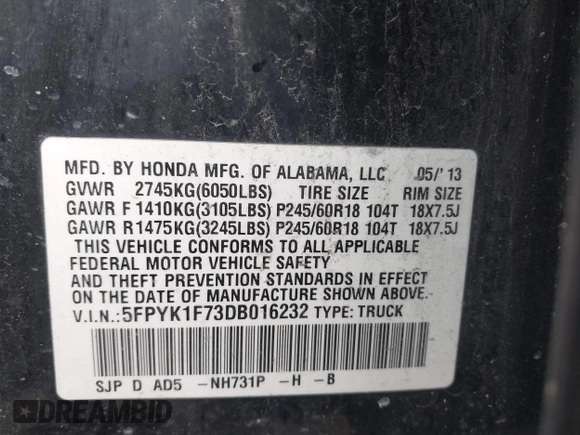 MFD. BY HONDA MFG. OF ALABAMA, LLC 05/'13
GVWR 2745KG(6050LBS) TIRE SIZE RIM SIZE
GAWR F 1410KG(3105LBS) P245/60R18 104T 18X7.5J
GAWR R 1475KG(3245LBS) P245/60R18 104T 18X7.5J
THIS VEHICLE CONFORMS TO ALL APPLICABLE
FEDERAL MOTOR VEHICLE SAFETY
AND THEFT PREVENTION STANDARDS IN EFFECT
ON THE DATE OF MANUFACTURE SHOWN ABOVE.
V.I.N.:5FPYK1F73DB016232 TYPE: TRUCK
SJP D AD5 -NH731P -H -B
DREAMBID